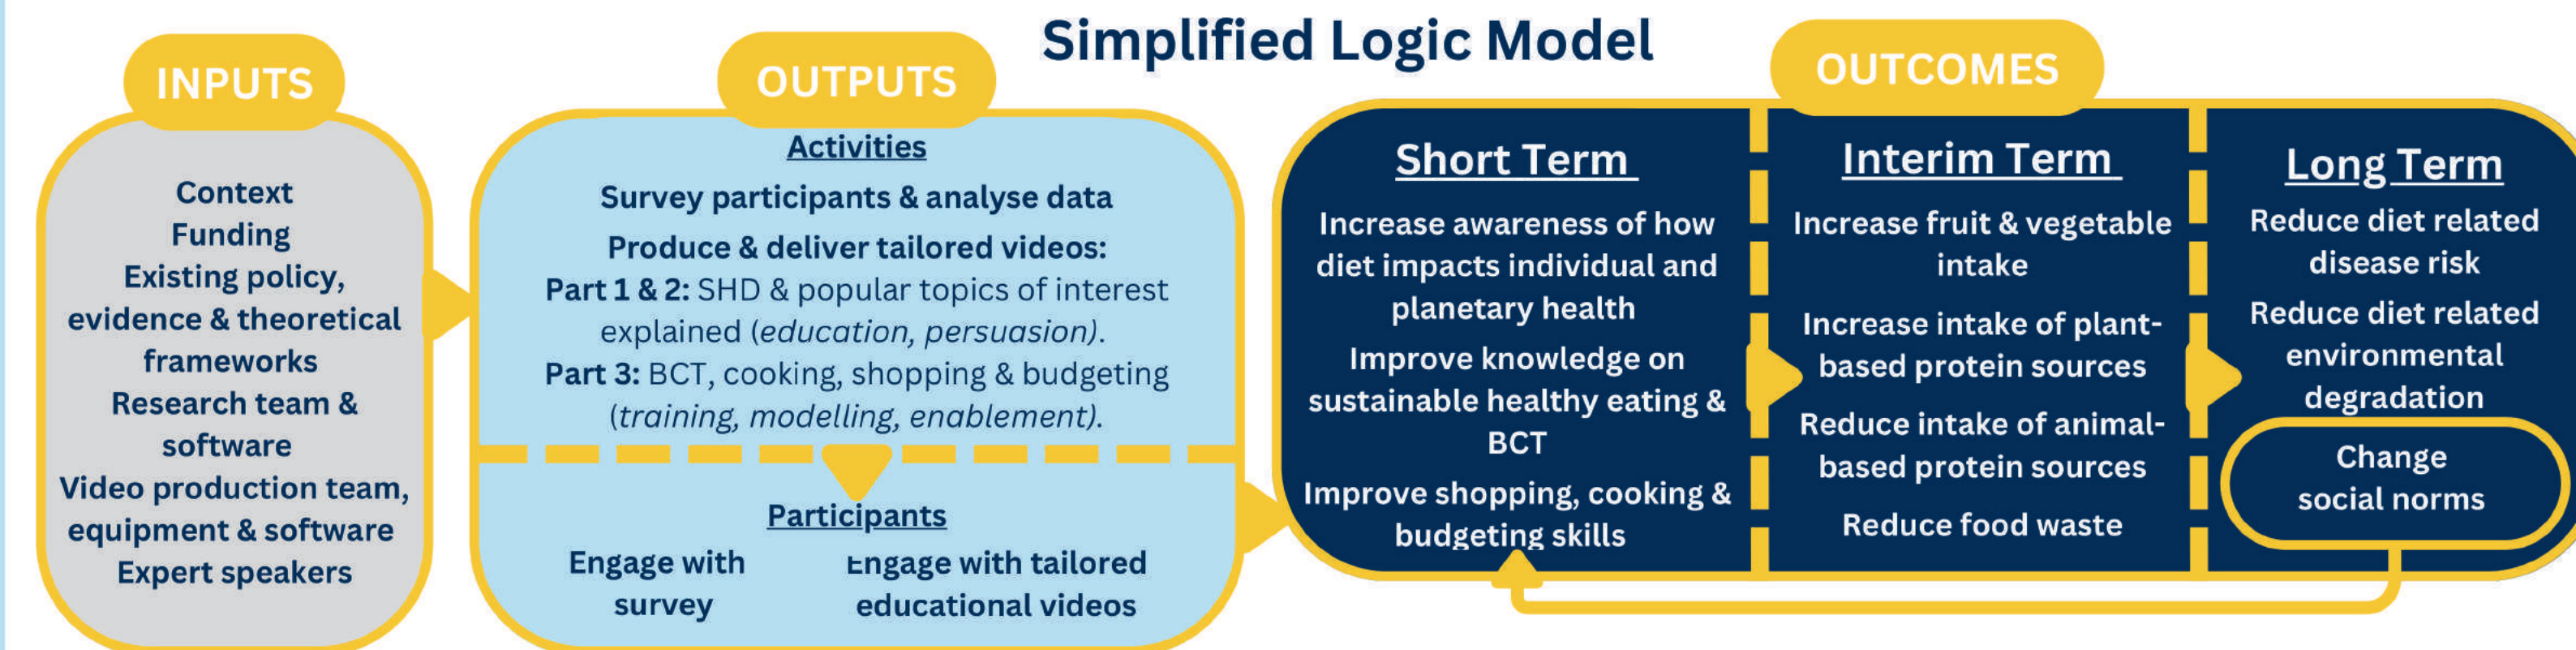 Simplified Logic Model
INPUTS
Context
Funding
Existing policy,
evidence & theoretical
frameworks
Research team &
software
Video production team,
equipment & software
Expert speakers
OUTPUTS
Activities
Survey participants & analyse data
Produce & deliver tailored videos:
Part 1 & 2: SHD & popular topics of interest
explained (education, persuasion).
Part 3: BCT, cooking, shopping & budgeting
(training, modelling, enablement).
Participants
Engage with
survey
Engage with tailored
educational videos
OUTCOMES
Short Term
Increase awareness of how
diet impacts individual and
planetary health
Improve knowledge on
sustainable healthy eating &
BCT
Improve shopping, cooking &
budgeting skills
Interim Term
Increase fruit & vegetable
intake
Increase intake of plant-
based protein sources
Reduce intake of animal-
based protein sources
Reduce food waste
Long Term
Reduce diet related
disease risk
Reduce diet related
environmental
degradation
Change
social norms